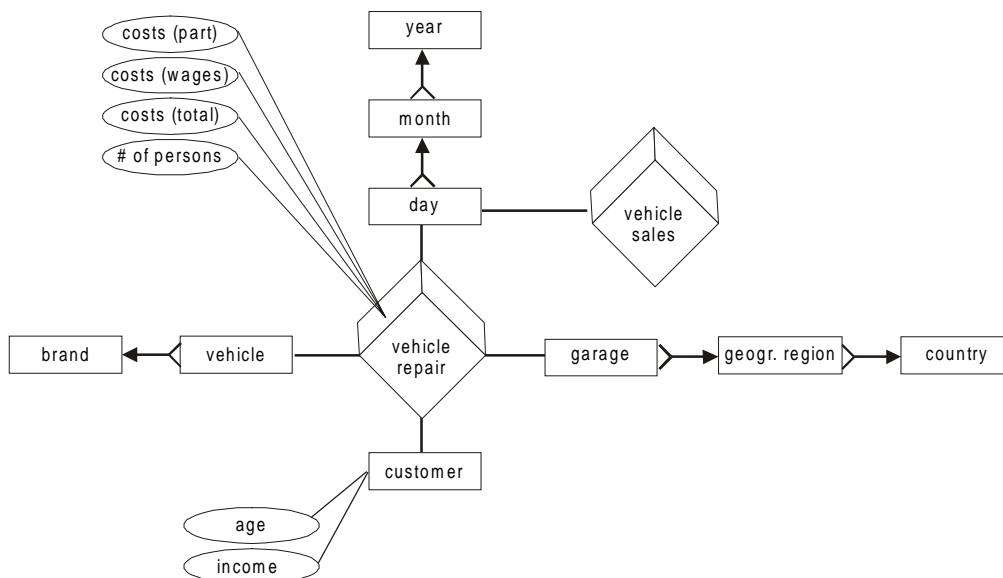 costs (part)
year
costs (wages)
costs (total)
month
# of persons
day
vehicle
sales
brand
vehicle
vehicle
repair
garage
geogr. region
country
customer
age
income